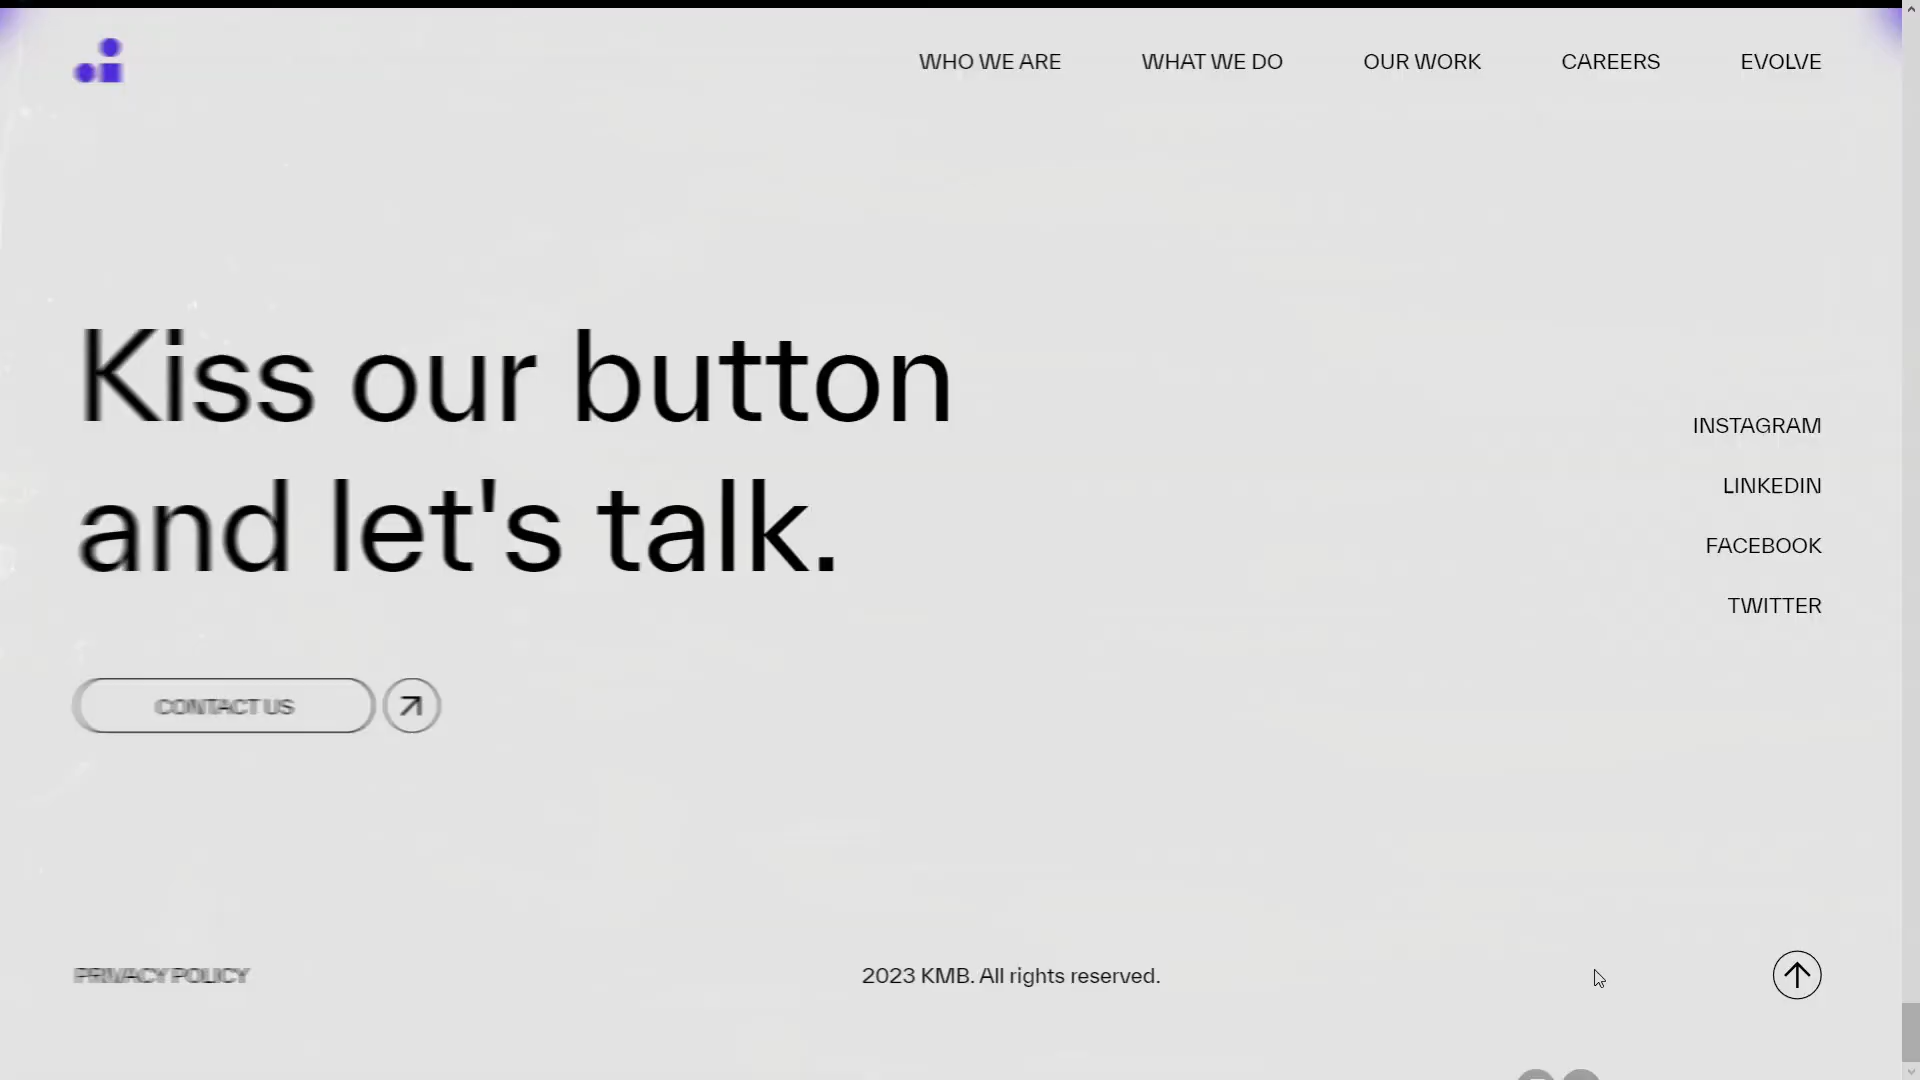 WHO WE ARE
WHAT WE DO
OUR WORK
CAREERS
EVOLVE
Kiss our button
and let's talk.
INSTAGRAM
LINKEDIN
FACEBOOK
TWITTER
CONTACT US
PRIVACY POLICY
2023 KMB. All rights reserved.